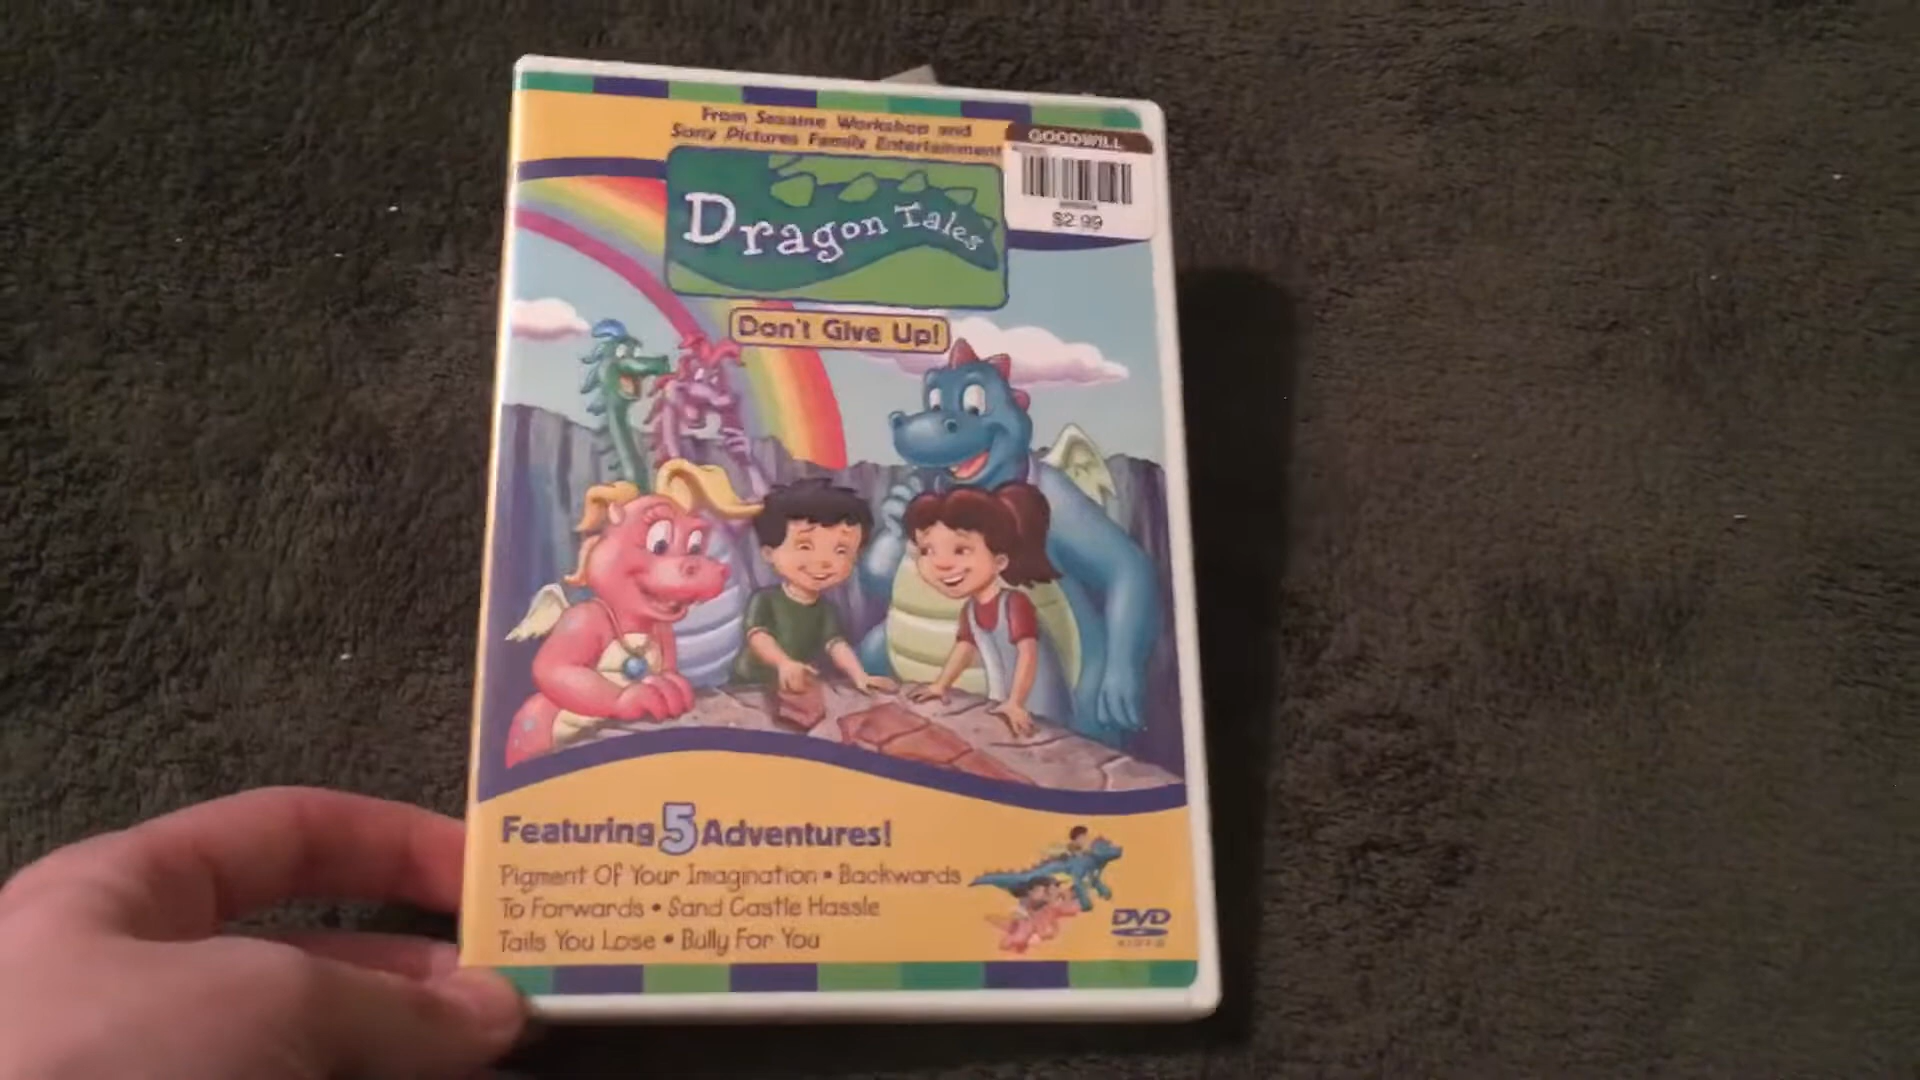 From Sesame Workshop and
Sony Pictures Family Entertainment
GOODWILL
$2.99
Dragon Tales
Don't Give Up!
Featuring 5 Adventures!
Pigment Of Your Imagination • Backwards
To Forwards • Sand Castle Hassle
Tails You Lose • Bully For You
DVD
VIDEO